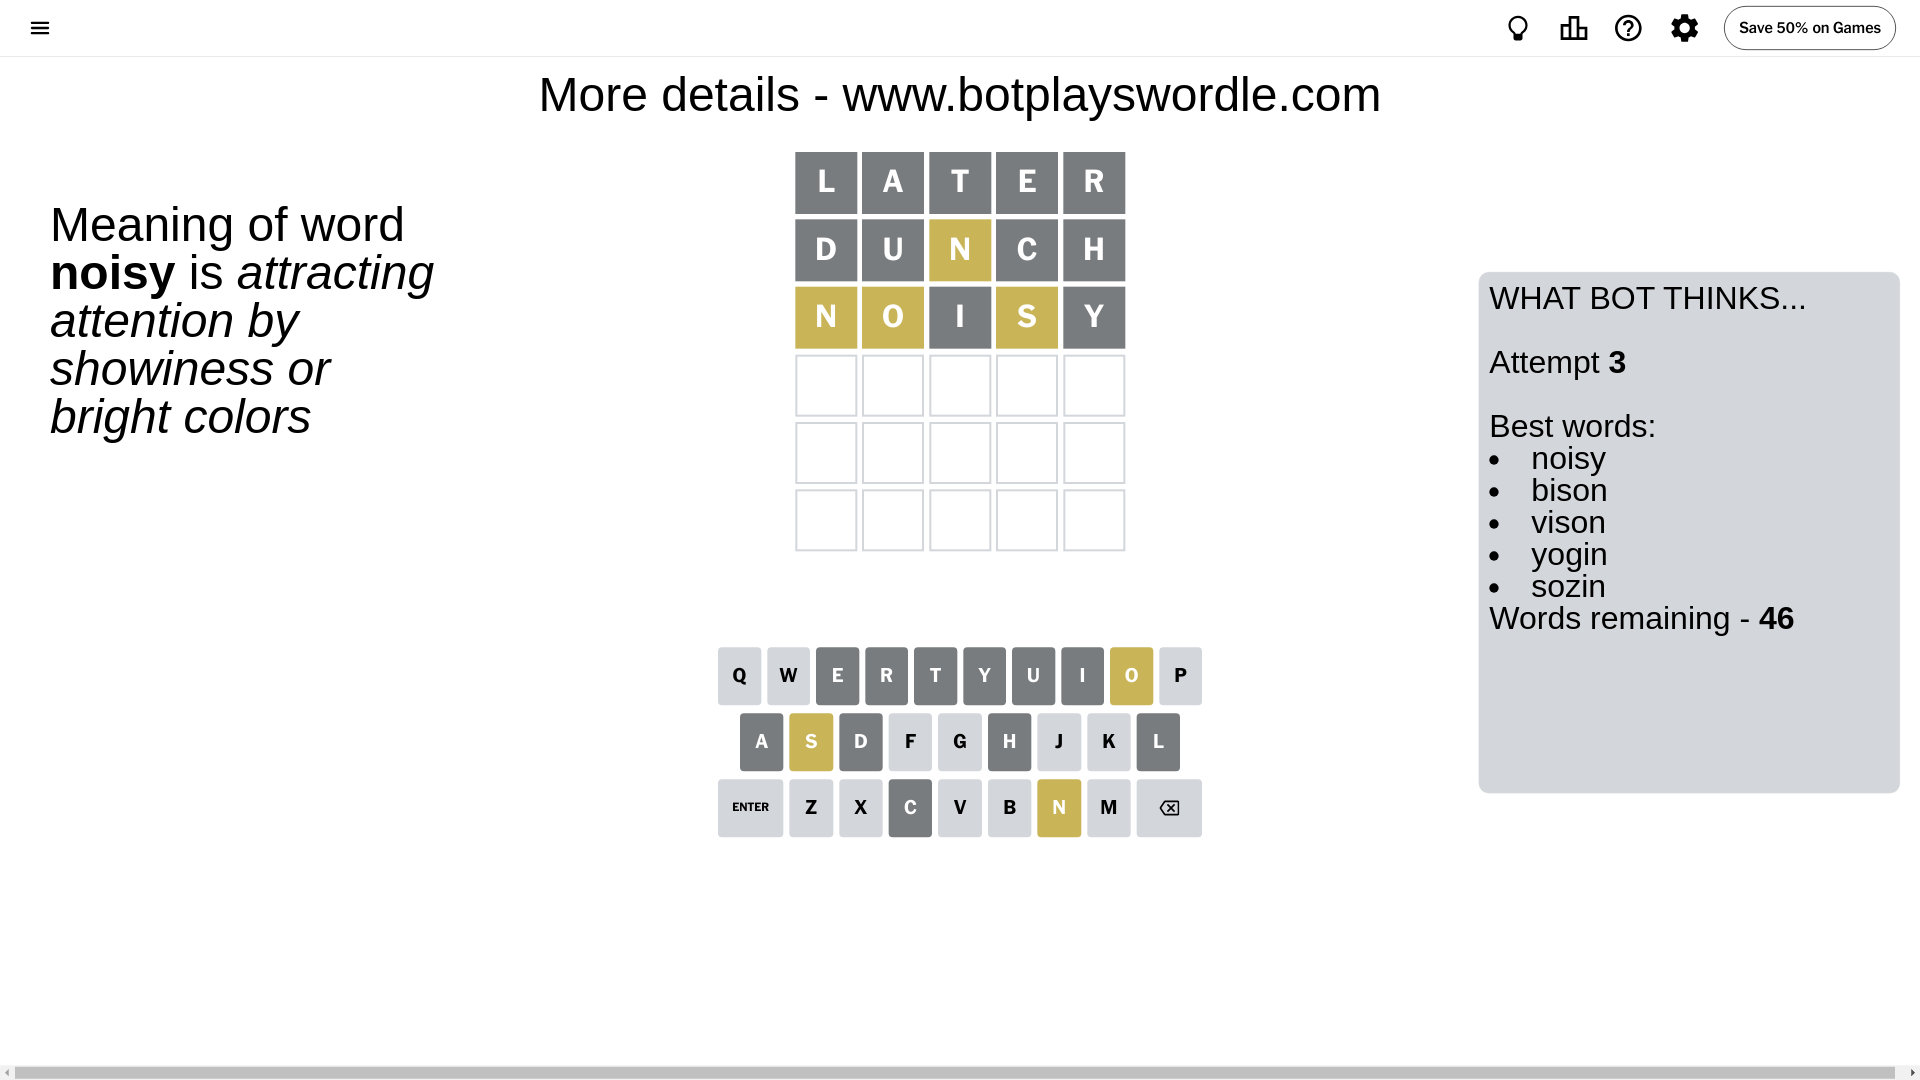 Save 50% on Games
More details - www.botplayswordle.com
Meaning of word
noisy is attracting
attention by
showiness or
bright colors
L A T E R
D U N C H
N O I S Y
WHAT BOT THINKS...
Attempt 3
Best words:
• noisy
• bison
• vison
• yogin
• sozin
Words remaining - 46
Q W E R T Y U I O P
A S D F G H J K L
ENTER Z X C V B N M